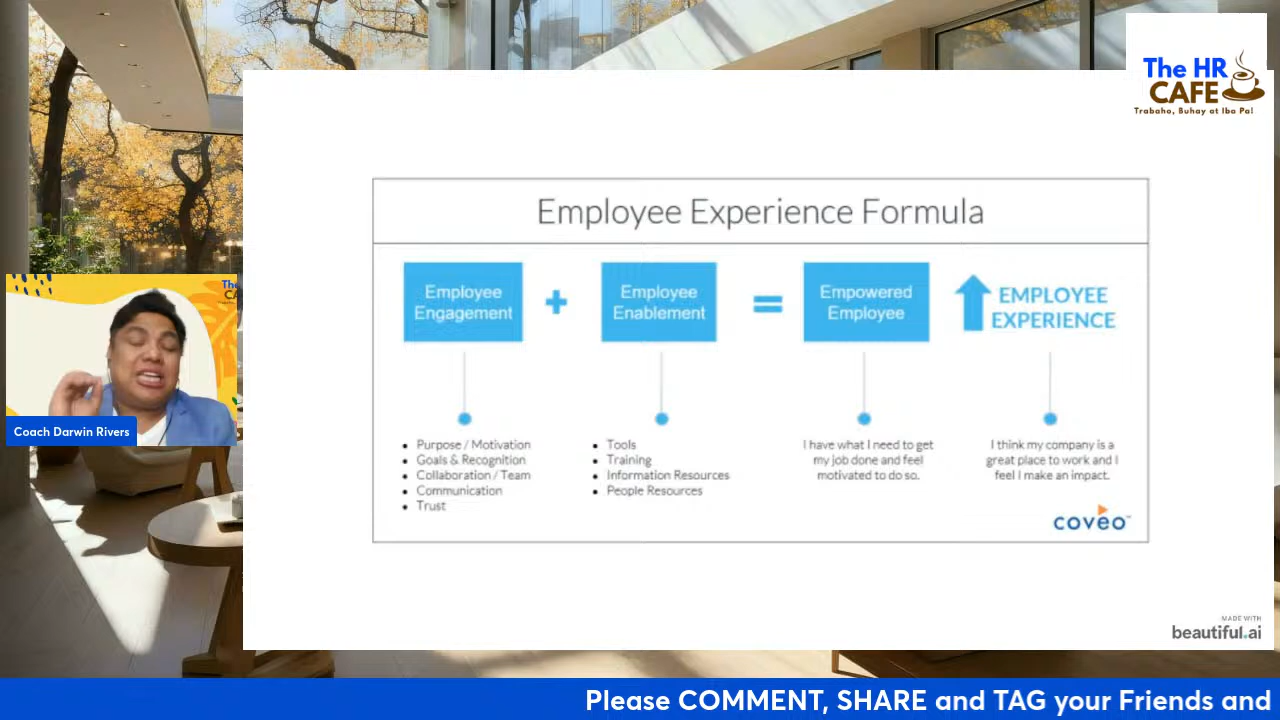 The HR
CAFE
Trabaho, Buhay at Iba Pa!
Employee Experience Formula
Employee
Engagement
+
Employee
Enablement
=
Empowered
Employee
EMPLOYEE
EXPERIENCE
• Purpose / Motivation
• Goals & Recognition
• Collaboration / Team
• Communication
• Trust
• Tools
• Training
• Information Resources
• People Resources
I have what I need to get
my job done and feel
motivated to do so.
I think my company is a
great place to work and I
feel I make an impact.
coveo™
The
CA
Coach Darwin Rivers
MADE WITH
beautiful.ai
Please COMMENT, SHARE and TAG your Friends and